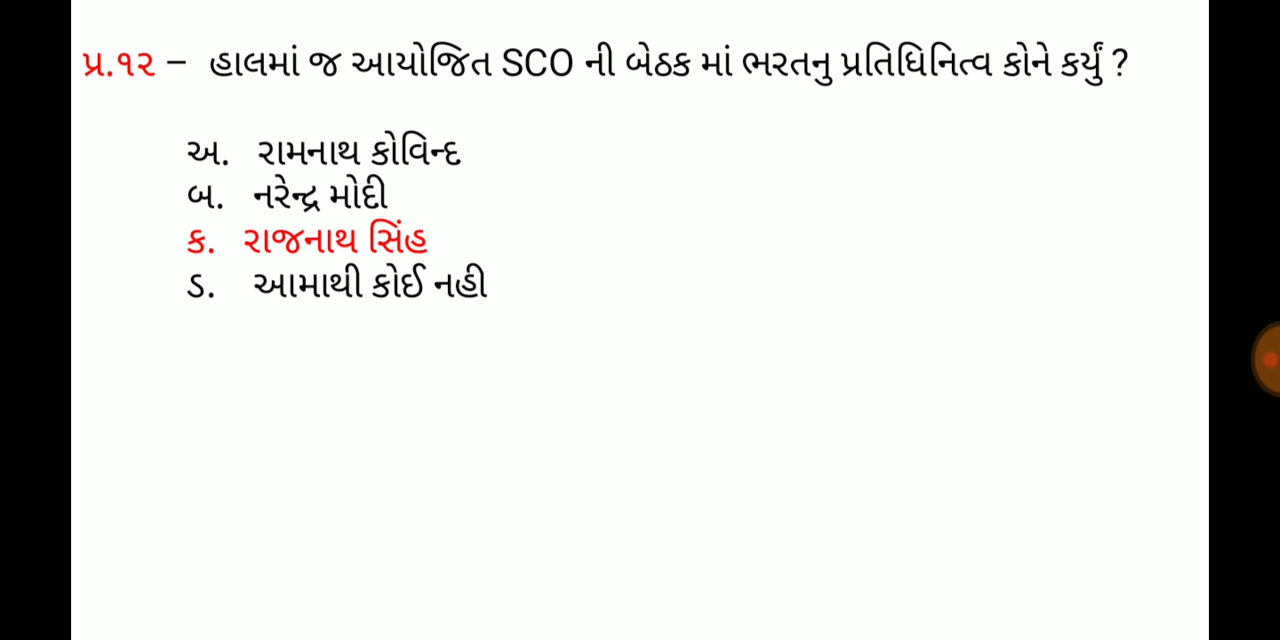 પ્ર.૧૨ – હાલમાં જ આયોજિત SCO ની બેઠક માં ભરતનુ પ્રતિધિનિત્વ કોને કર્યું ?
અ. રામનાથ કોવિન્દ
બ. નરેન્દ્ર મોદી
ક. રાજનાથ સિંહ
ડ. આમાથી કોઈ નહી